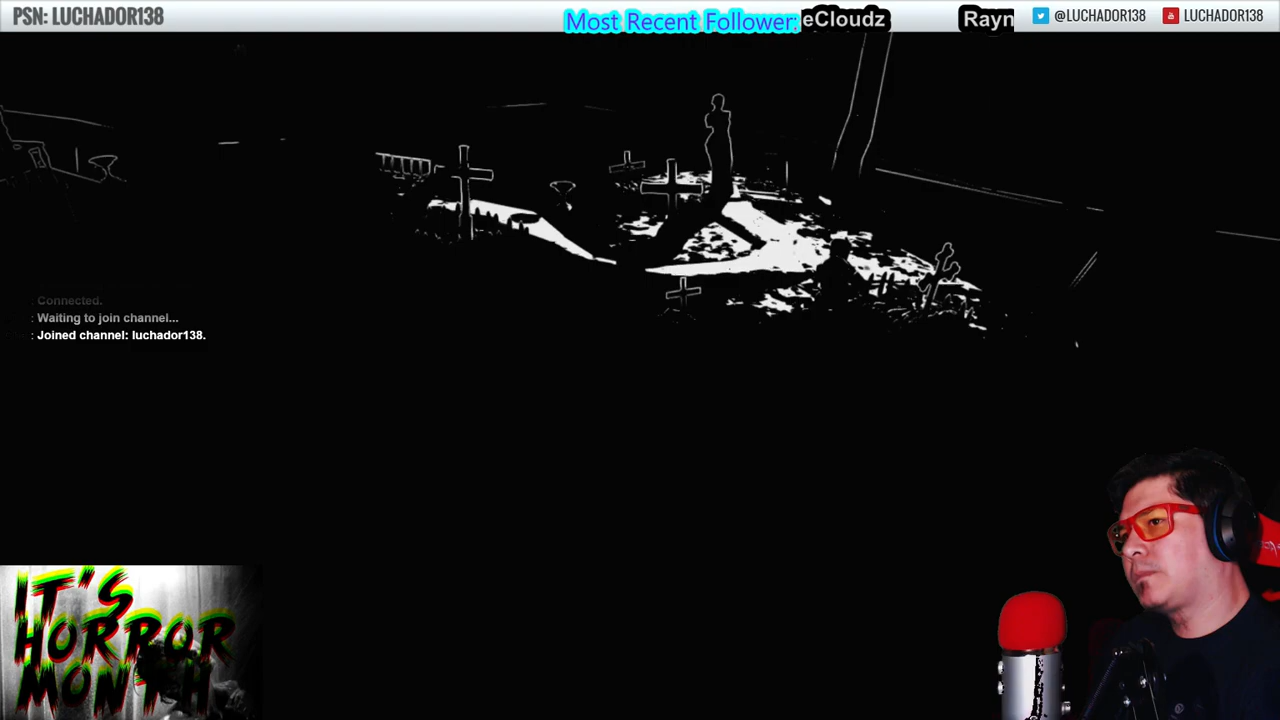 PSN: LUCHADOR138
Most Recent Follower: eCloudz Rayn
@LUCHADOR138
LUCHADOR138
: Connected.
: Waiting to join channel...
: Joined channel: luchador138.
IT'S
HORROR
MONTH